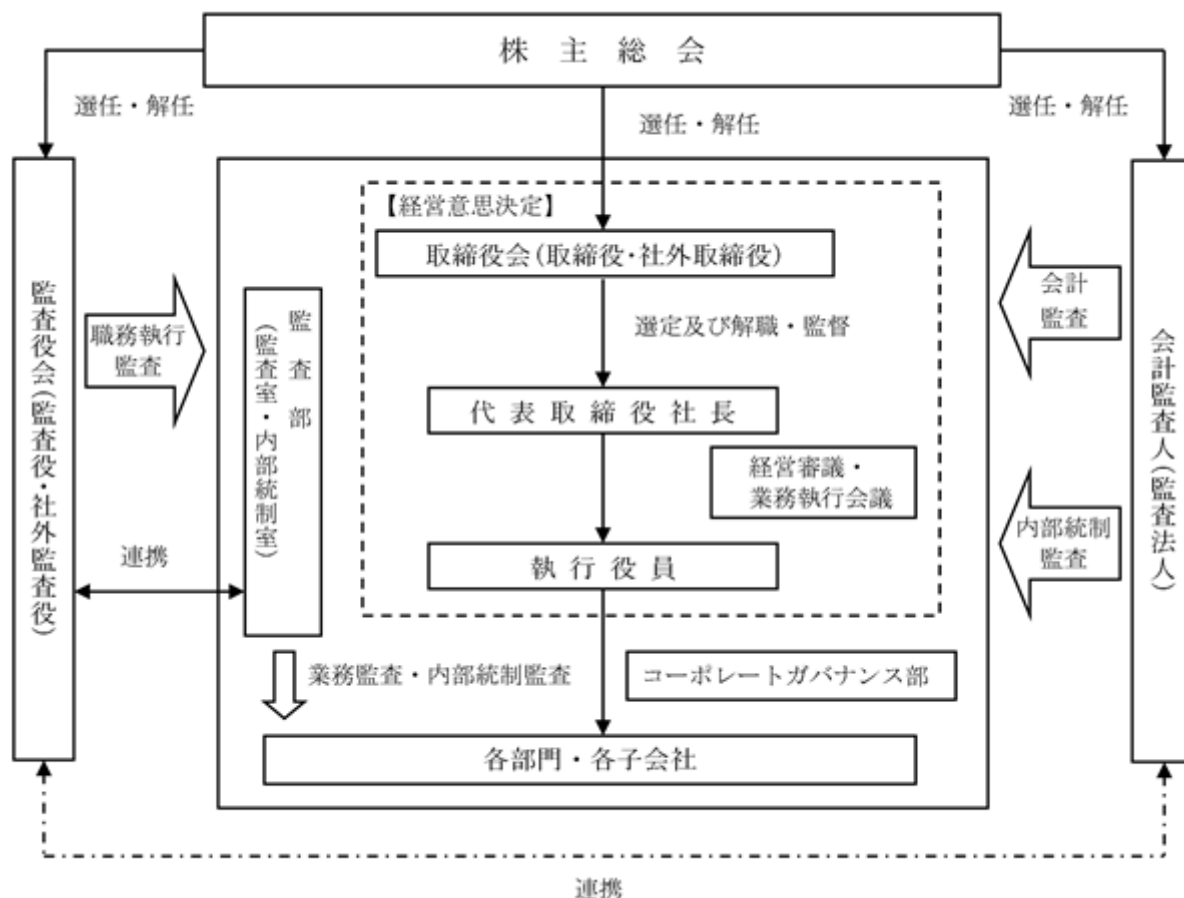 株主総会
選任・解任
選任・解任
選任・解任
【経営意思決定】
取締役会(取締役・社外取締役)
選定及び解職・監督
代表取締役社長
経営審議・
業務執行会議
執行役員
監査役会(監査役・社外監査役)
職務執行
監査
監査部
(監査室・内部統制室)
連携
業務監査・内部統制監査
コーポレートガバナンス部
各部門・各子会社
会計
監査
内部統制
監査
会計監査人(監査法人)
連携